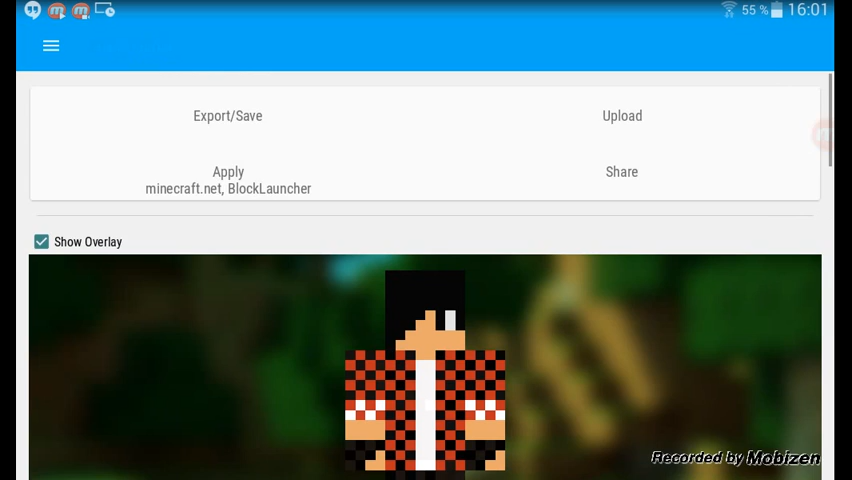 55 % 16:01
Export/Save Upload
Apply Share
minecraft.net, BlockLauncher
Show Overlay
Recorded by Mobizen